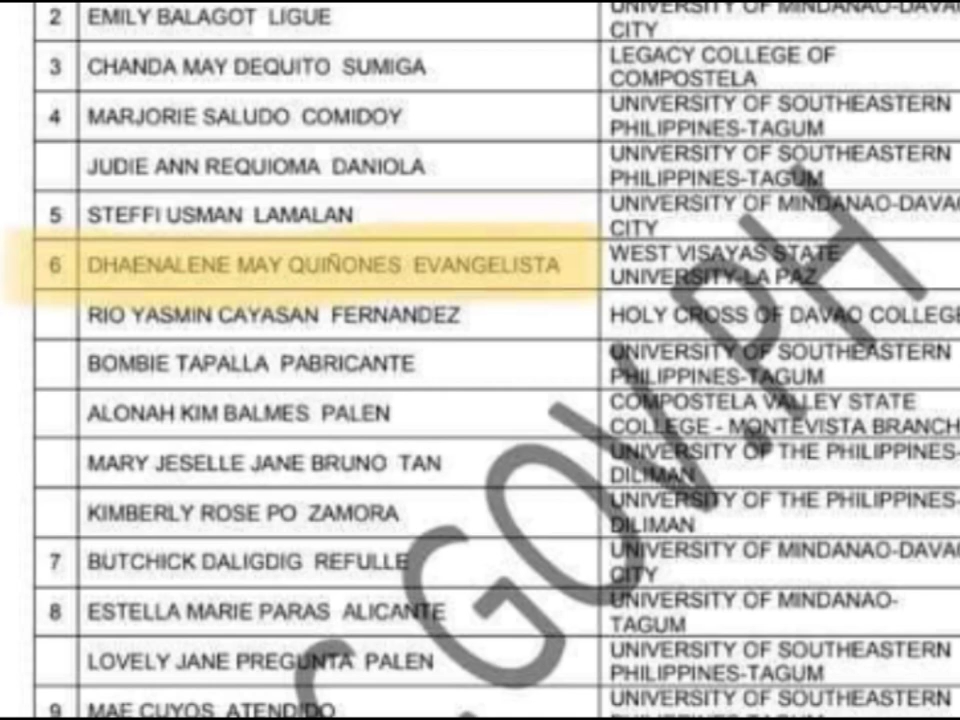 UNIVERSITY OF MINDANAO-DAVA
2 EMILY BALAGOT LIGUE
CITY
3 CHANDA MAY DEQUITO SUMIGA
LEGACY COLLEGE OF
COMPOSTELA
4 MARJORIE SALUDO COMIDOY
UNIVERSITY OF SOUTHEASTERN
PHILIPPINES-TAGUM
JUDIE ANN REQUIOMA DANIOLA
UNIVERSITY OF SOUTHEASTERN
PHILIPPINES-TAGUM
5 STEFFI USMAN LAMALAN
UNIVERSITY OF MINDANAO-DAVAO
CITY
6 DHAENALENE MAY QUIÑONES EVANGELISTA
WEST VISAYAS STATE
UNIVERSITY-LA PAZ
RIO YASMIN CAYASAN FERNANDEZ
HOLY CROSS OF DAVAO COLLEGE
BOMBIE TAPALLA PABRICANTE
UNIVERSITY OF SOUTHEASTERN
PHILIPPINES-TAGUM
ALONAH KIM BALMES PALEN
COMPOSTELA VALLEY STATE
COLLEGE - MONTEVISTA BRANCH
MARY JESELLE JANE BRUNO TAN
UNIVERSITY OF THE PHILIPPINES-
DILIMAN
KIMBERLY ROSE PO ZAMORA
UNIVERSITY OF THE PHILIPPINES-
DILIMAN
7 BUTCHICK DALIGDIG REFULLE
UNIVERSITY OF MINDANAO-DAVAO
CITY
8 ESTELLA MARIE PARAS ALICANTE
UNIVERSITY OF MINDANAO-
TAGUM
LOVELY JANE PREGUNTA PALEN
UNIVERSITY OF SOUTHEASTERN
PHILIPPINES-TAGUM
9 MAE CUYOS ATENDIDO
UNIVERSITY OF SOUTHEASTERN
PHILIPPINES-TAGUM
C.GOV.PH